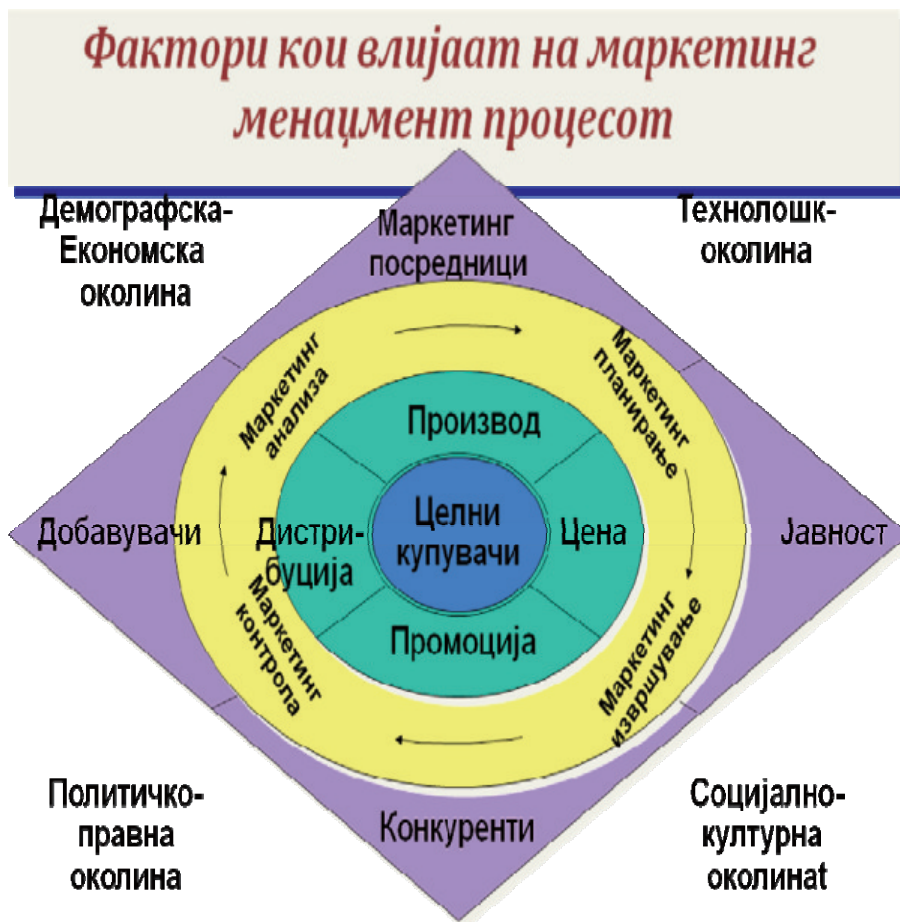 Фактори кои влијаат на маркетинг
менаџмент процесот
Демографска-
Економска
околина
Маркетинг
посредници
Технолошк-
околина
Маркетинг
анализа
Маркетинг
планирање
Производ
Добавувачи
Дистри-
буција
Целни
купувачи
Цена
Јавност
Маркетинг
контрола
Промоција
Маркетинг
извршување
Политичко-
правна
околина
Конкуренти
Социјално-
културна
околинаt